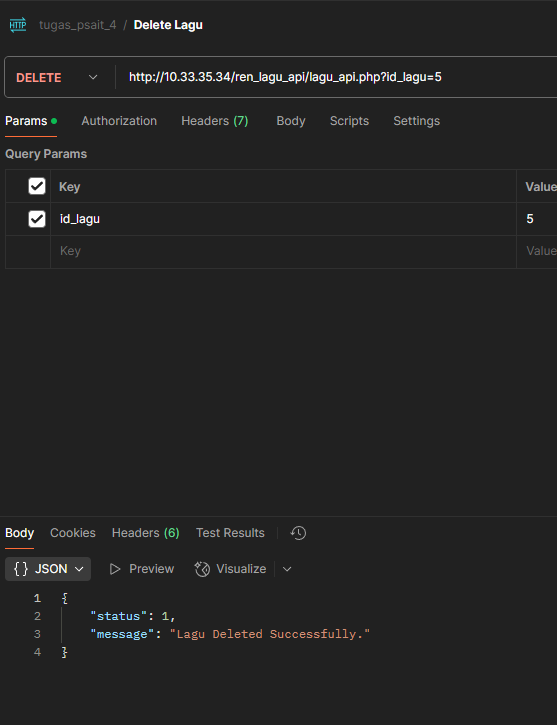 HTTP tugas_psait_4 / Delete Lagu
DELETE http://10.33.35.34/ren_lagu_api/lagu_api.php?id_lagu=5
Params Authorization Headers (7) Body Scripts Settings
Query Params
Key Value
id_lagu 5
Key Value
Body Cookies Headers (6) Test Results
{ } JSON Preview Visualize
1 {
2 "status": 1,
3 "message": "Lagu Deleted Successfully."
4 }